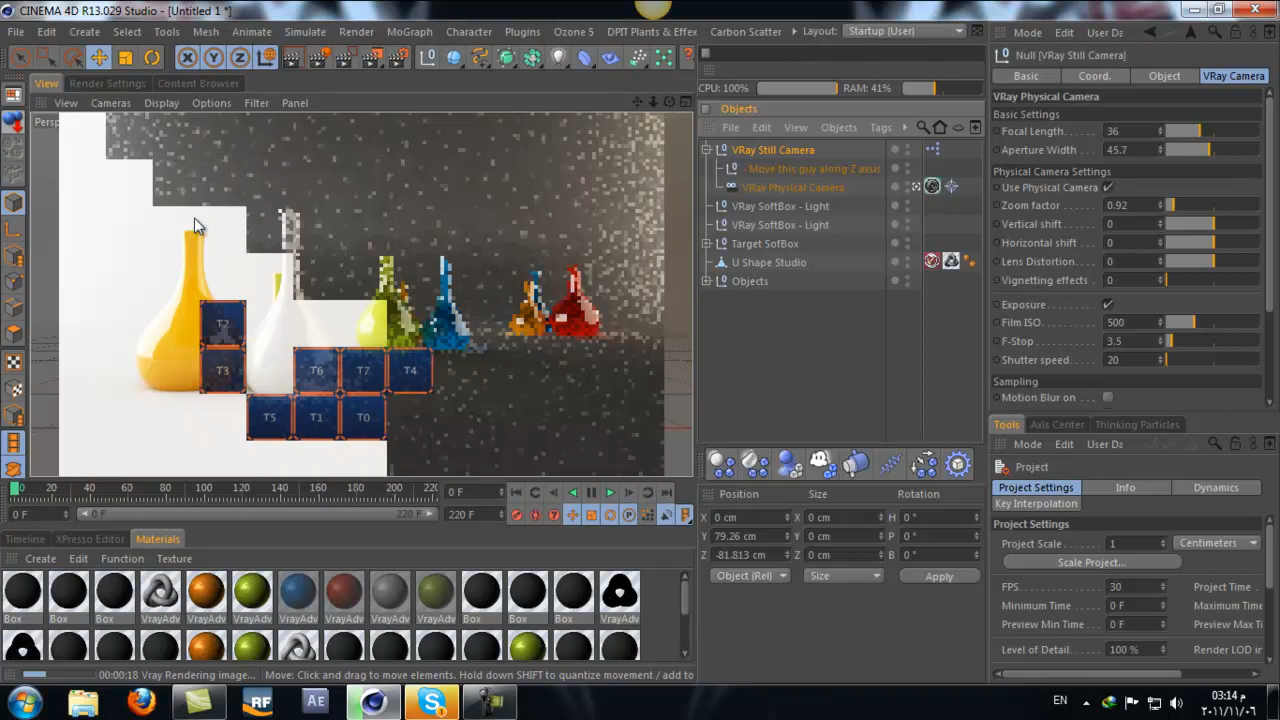 CINEMA 4D R13.029 Studio - [Untitled 1 *]
File Edit Create Select Tools Mesh Animate Simulate Render MoGraph Character Plugins Ozone 5 DPIT Plants & Effex Carbon Scatter Layout: Startup (User)
View Render Settings Content Browser
View Cameras Display Options Filter Panel
Persp
T2
T3 T6 T7 T4
T5 T1 T0
0 20 40 60 80 100 120 140 160 180 200 220 0 F
0 F 0 F 220 F 220 F
Timeline XPresso Editor Materials
Create Edit Function Texture
Box Box Box VrayAdv VrayAdv VrayAdv VrayAdv VrayAdv VrayAdv VrayAdv Box Box Box VrayAdv
00:00:18 Vray Rendering image... Move: Click and drag to move elements. Hold down SHIFT to quantize movement / add to
CPU: 100% RAM: 41%
Objects
File Edit View Objects Tags
VRay Still Camera
- Move this guy along Z axis
VRay Physical Camera
VRay SoftBox - Light
VRay SoftBox - Light
Target SofBox
U Shape Studio
Objects
Position Size Rotation
X 0 cm X 0 cm H 0 °
Y 79.26 cm Y 0 cm P 0 °
Z -81.813 cm Z 0 cm B 0 °
Object (Rel) Size Apply
Mode Edit User Da
Null [VRay Still Camera]
Basic Coord. Object VRay Camera
VRay Physical Camera
Basic Settings
Focal Length 36
Aperture Width 45.7
Physical Camera Settings
Use Physical Camera
Zoom factor 0.92
Vertical shift 0
Horizontal shift 0
Lens Distortion 0
Vignetting effects 0
Exposure
Film ISO 500
F-Stop 3.5
Shutter speed 20
Sampling
Motion Blur on
Tools Axis Center Thinking Particles
Mode Edit User Da
Project
Project Settings Info Dynamics
Key Interpolation
Project Settings
Project Scale 1 Centimeters
Scale Project...
FPS 30 Project Time
Minimum Time 0 F Maximum Time
Preview Min Time 0 F Preview Max Ti
Level of Detail 100 % Render LOD in
RF Ae S EN
03:14 م
٢٠١١/١١/٠٦